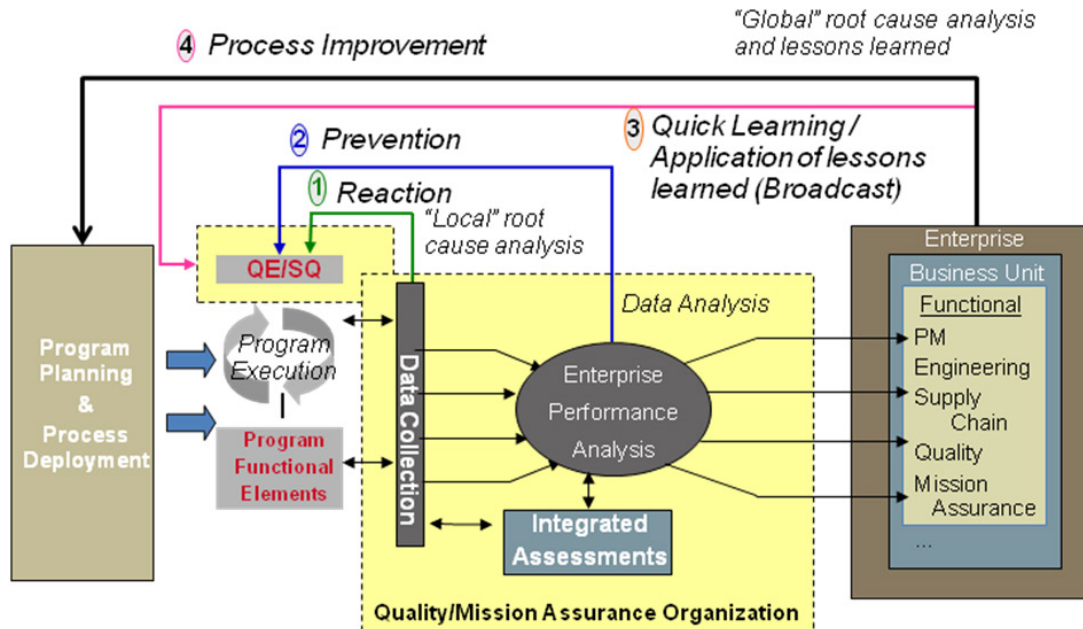 "Global" root cause analysis
and lessons learned
4 Process Improvement
3 Quick Learning /
Application of lessons
learned (Broadcast)
2 Prevention
1 Reaction
"Local" root
cause analysis
QE/SQ
Program
Execution
Program
Functional
Elements
Program
Planning
&
Process
Deployment
Data Collection
Data Analysis
Enterprise
Performance
Analysis
Integrated
Assessments
Quality/Mission Assurance Organization
Enterprise
Business Unit
Functional
PM
Engineering
Supply
Chain
Quality
Mission
Assurance
...